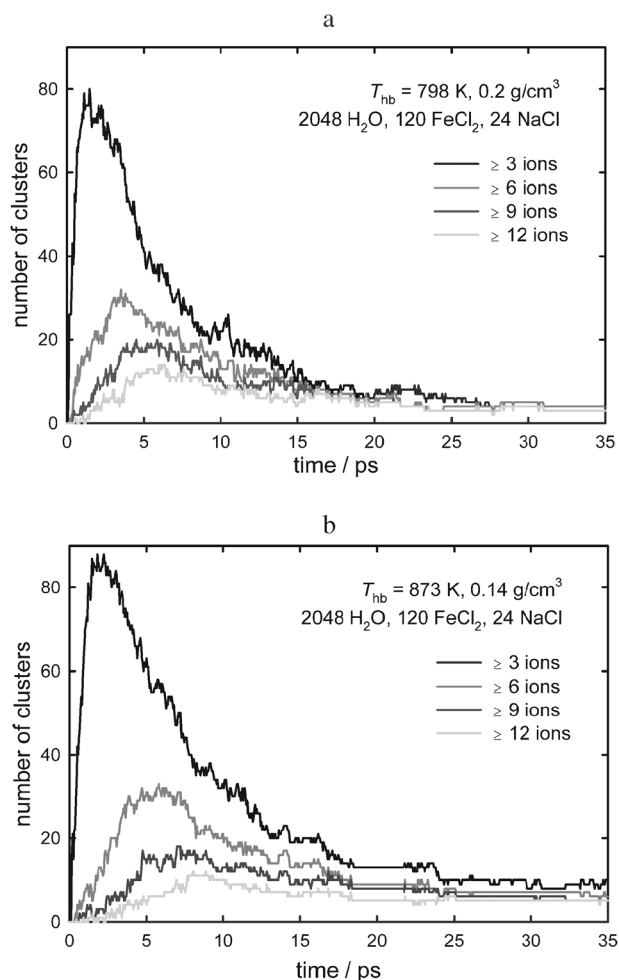 a
T_hb = 798 K, 0.2 g/cm³
2048 H₂O, 120 FeCl₂, 24 NaCl
≥ 3 ions
≥ 6 ions
≥ 9 ions
≥ 12 ions
number of clusters
80
60
40
20
0
0 5 10 15 20 25 30 35
time / ps
b
T_hb = 873 K, 0.14 g/cm³
2048 H₂O, 120 FeCl₂, 24 NaCl
≥ 3 ions
≥ 6 ions
≥ 9 ions
≥ 12 ions
number of clusters
80
60
40
20
0
0 5 10 15 20 25 30 35
time / ps